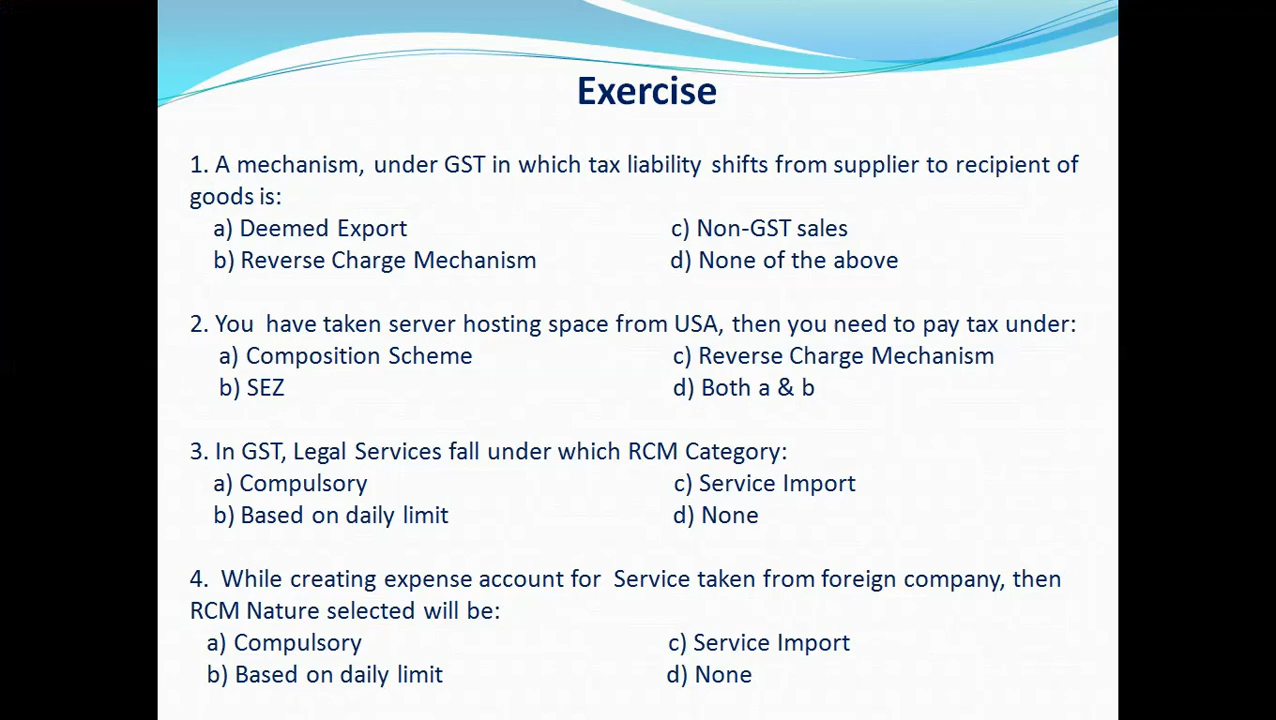 Exercise
1. A mechanism, under GST in which tax liability shifts from supplier to recipient of
goods is:
a) Deemed Export c) Non-GST sales
b) Reverse Charge Mechanism d) None of the above
2. You have taken server hosting space from USA, then you need to pay tax under:
a) Composition Scheme c) Reverse Charge Mechanism
b) SEZ d) Both a & b
3. In GST, Legal Services fall under which RCM Category:
a) Compulsory c) Service Import
b) Based on daily limit d) None
4. While creating expense account for Service taken from foreign company, then
RCM Nature selected will be:
a) Compulsory c) Service Import
b) Based on daily limit d) None